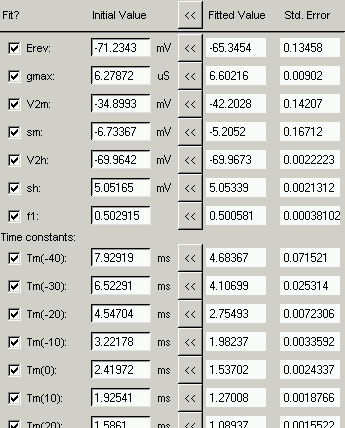 Fit? Initial Value << Fitted Value Std. Error
Erev: -71.2343 mV << -65.3454 0.13458
gmax: 6.27872 uS << 6.60216 0.00902
V2m: -34.8993 mV << -42.2028 0.14207
sm: -6.73367 mV << -5.2052 0.16712
V2h: -69.9642 mV << -69.9673 0.0022223
sh: 5.05165 mV << 5.05339 0.0021312
f1: 0.502915 << 0.500581 0.00038102
Time constants:
Tm(-40): 7.92919 ms << 4.68367 0.071521
Tm(-30): 6.52291 ms << 4.10699 0.025314
Tm(-20): 4.54704 ms << 2.75493 0.0072306
Tm(-10): 3.22178 ms << 1.98237 0.0033592
Tm(0): 2.41972 ms << 1.53702 0.0024337
Tm(10): 1.92541 ms << 1.27008 0.0018766
Tm(20): 1.5861 ms << 1.08937 0.0015522